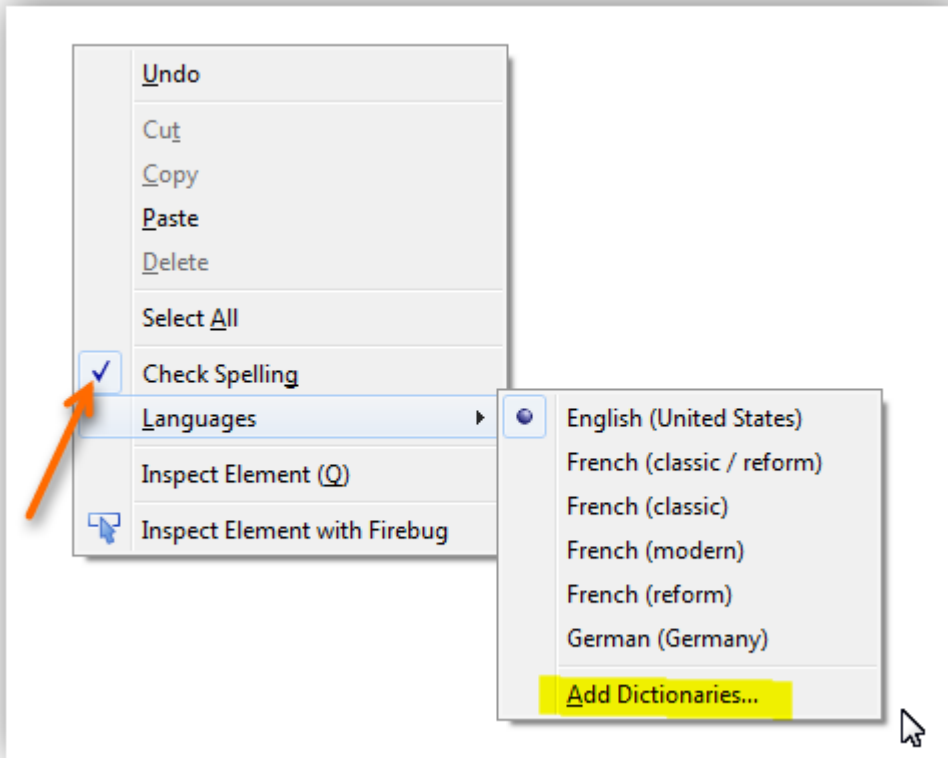 Undo
Cut
Copy
Paste
Delete
Select All
Check Spelling
Languages
Inspect Element (Q)
Inspect Element with Firebug
English (United States)
French (classic / reform)
French (classic)
French (modern)
French (reform)
German (Germany)
Add Dictionaries...